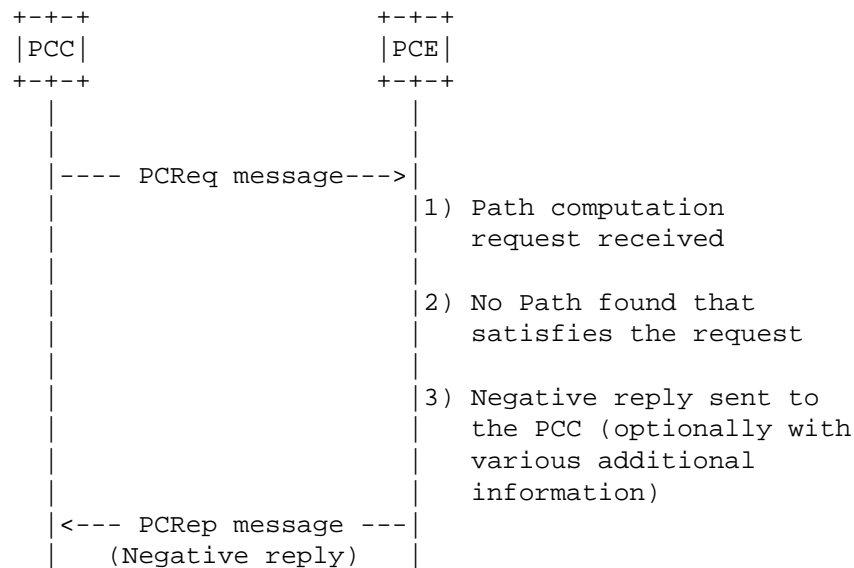 +-+-+                  +-+-+
|PCC|                  |PCE|
+-+-+                  +-+-+
  |                      |
  |                      |
  |---- PCReq message--->|
  |                      |1) Path computation
  |                      |   request received
  |                      |
  |                      |2) No Path found that
  |                      |   satisfies the request
  |                      |
  |                      |3) Negative reply sent to
  |                      |   the PCC (optionally with
  |                      |   various additional
  |                      |   information)
  |<--- PCRep message ---|
  |   (Negative reply)   |